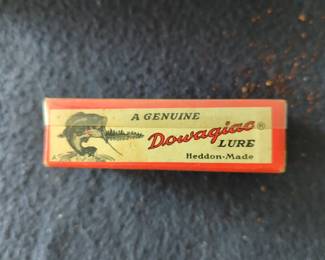 A GENUINE
Dowagiac®
LURE
Heddon-Made